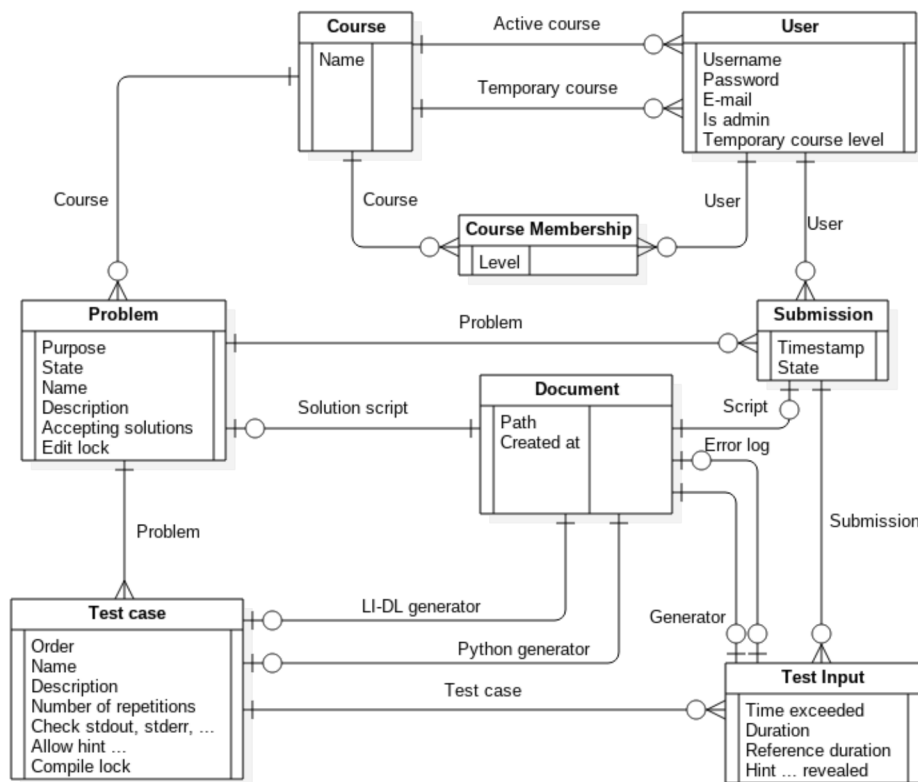 Course
Name
Active course
Temporary course
User
Username
Password
E-mail
Is admin
Temporary course level
Course
Course
User
User
Course Membership
Level
Problem
Purpose
State
Name
Description
Accepting solutions
Edit lock
Problem
Submission
Timestamp
State
Solution script
Document
Path
Created at
Script
Error log
Submission
Problem
LI-DL generator
Python generator
Generator
Test case
Test case
Order
Name
Description
Number of repetitions
Check stdout, stderr, ...
Allow hint ...
Compile lock
Test Input
Time exceeded
Duration
Reference duration
Hint ... revealed